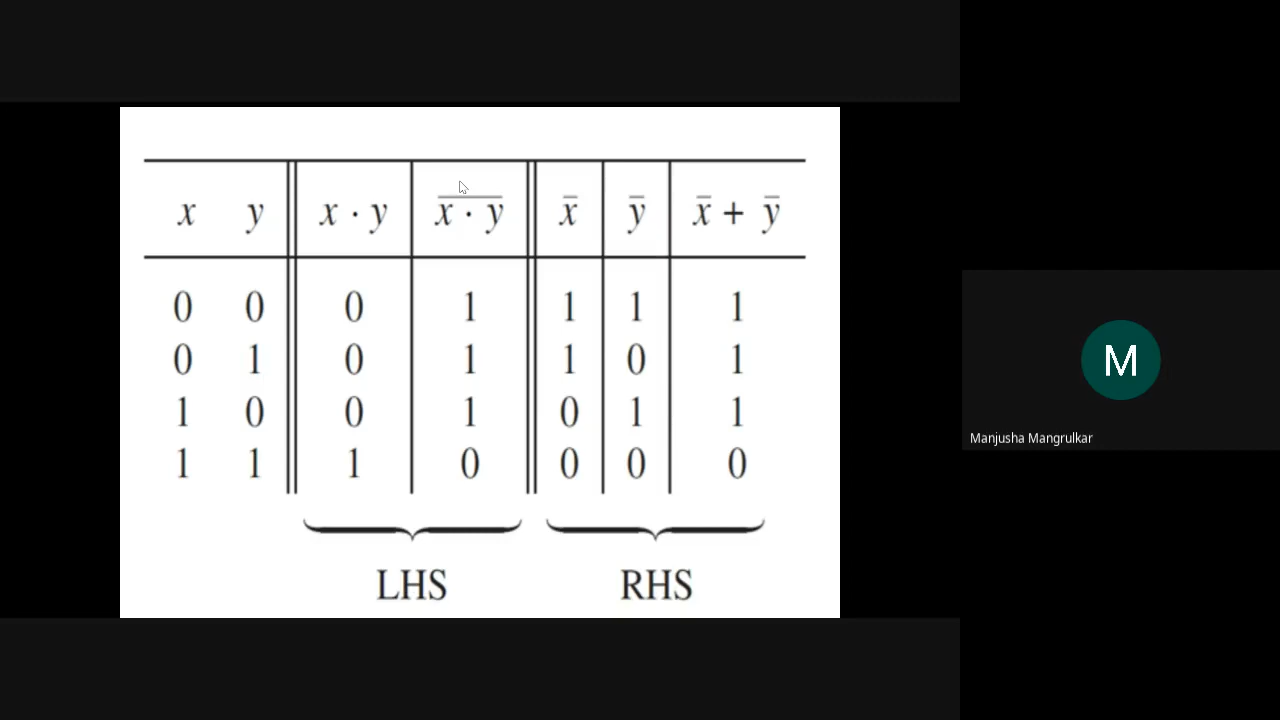 x y x · y x̅ ·̅ y̅ x̄ ȳ x̄ + ȳ
0 0 0 1 1 1 1
0 1 0 1 1 0 1
1 0 0 1 0 1 1
1 1 1 0 0 0 0
LHS RHS
M
Manjusha Mangrulkar